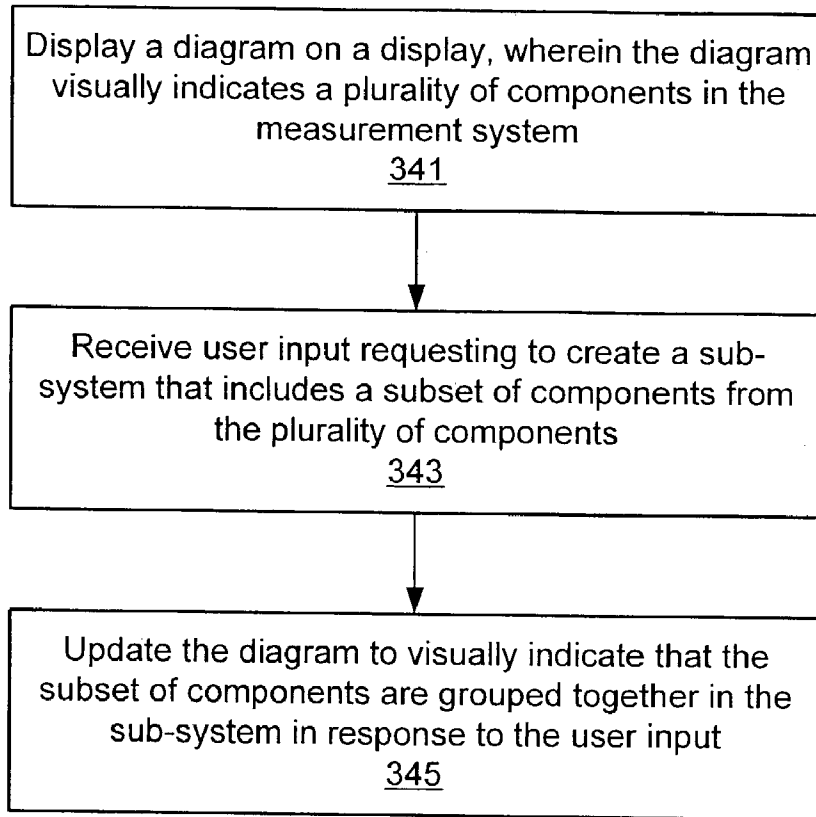 Display a diagram on a display, wherein the diagram
visually indicates a plurality of components in the
measurement system
341
Receive user input requesting to create a sub-
system that includes a subset of components from
the plurality of components
343
Update the diagram to visually indicate that the
subset of components are grouped together in the
sub-system in response to the user input
345